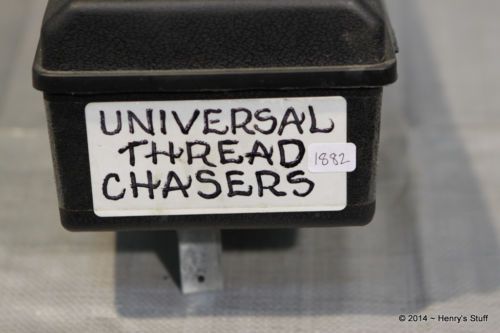 UNIVERSAL
THREAD
1882
CHASERS
© 2014 ~ Henry's Stuff